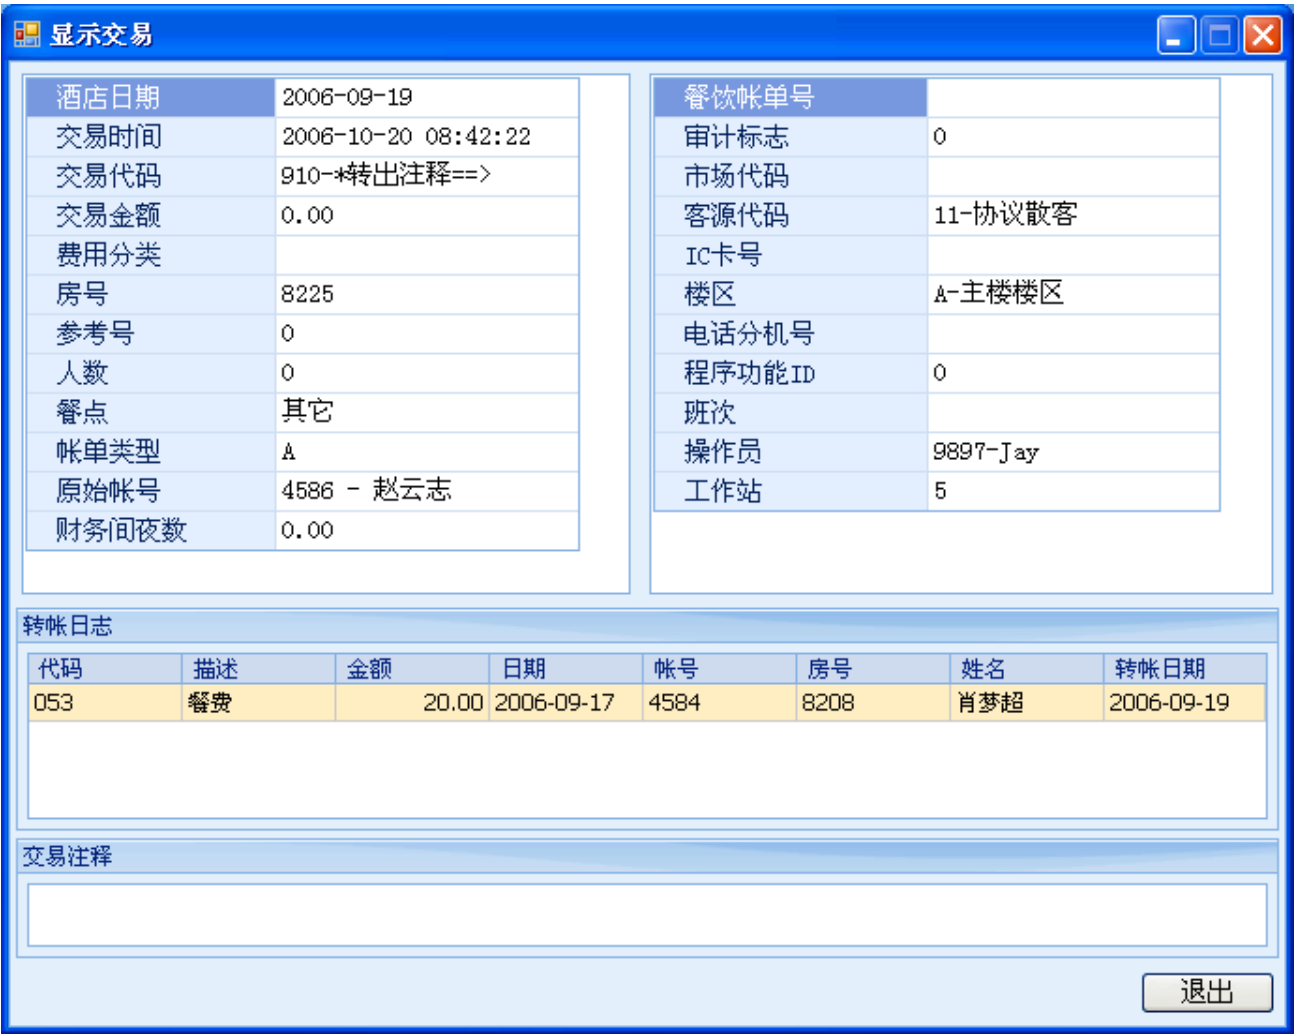 显示交易
酒店日期 2006-09-19
交易时间 2006-10-20 08:42:22
交易代码 910-*转出注释==>
交易金额 0.00
费用分类
房号 8225
参考号 0
人数 0
餐点 其它
帐单类型 A
原始帐号 4586 - 赵云志
财务间夜数 0.00
餐饮帐单号
审计标志 0
市场代码
客源代码 11-协议散客
IC卡号
楼区 A-主楼楼区
电话分机号
程序功能ID 0
班次
操作员 9897-Jay
工作站 5
转帐日志
代码 描述 金额 日期 帐号 房号 姓名 转帐日期
053 餐费 20.00 2006-09-17 4584 8208 肖梦超 2006-09-19
交易注释
退出